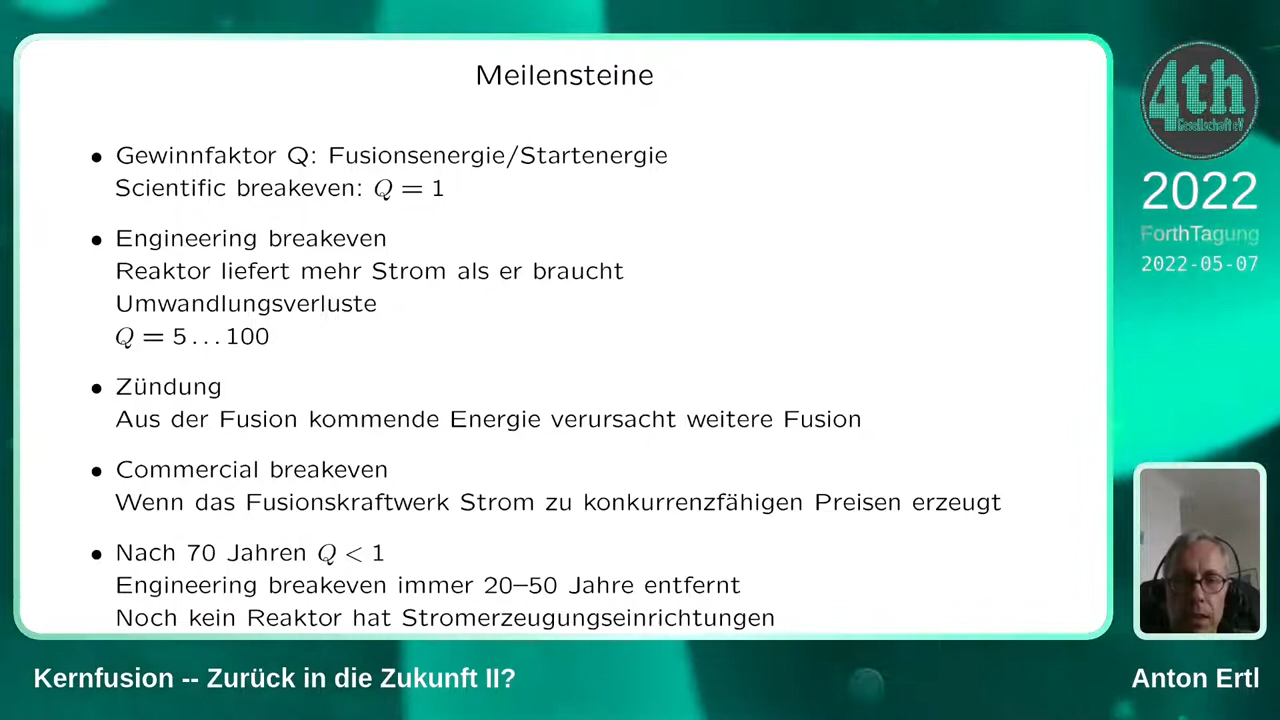 Meilensteine
• Gewinnfaktor Q: Fusionsenergie/Startenergie
Scientific breakeven: Q = 1
• Engineering breakeven
Reaktor liefert mehr Strom als er braucht
Umwandlungsverluste
Q = 5...100
• Zündung
Aus der Fusion kommende Energie verursacht weitere Fusion
• Commercial breakeven
Wenn das Fusionskraftwerk Strom zu konkurrenzfähigen Preisen erzeugt
• Nach 70 Jahren Q < 1
Engineering breakeven immer 20–50 Jahre entfernt
Noch kein Reaktor hat Stromerzeugungseinrichtungen
4th
Gesellschaft eV
2022
ForthTagung
2022-05-07
Kernfusion -- Zurück in die Zukunft II?
Anton Ertl